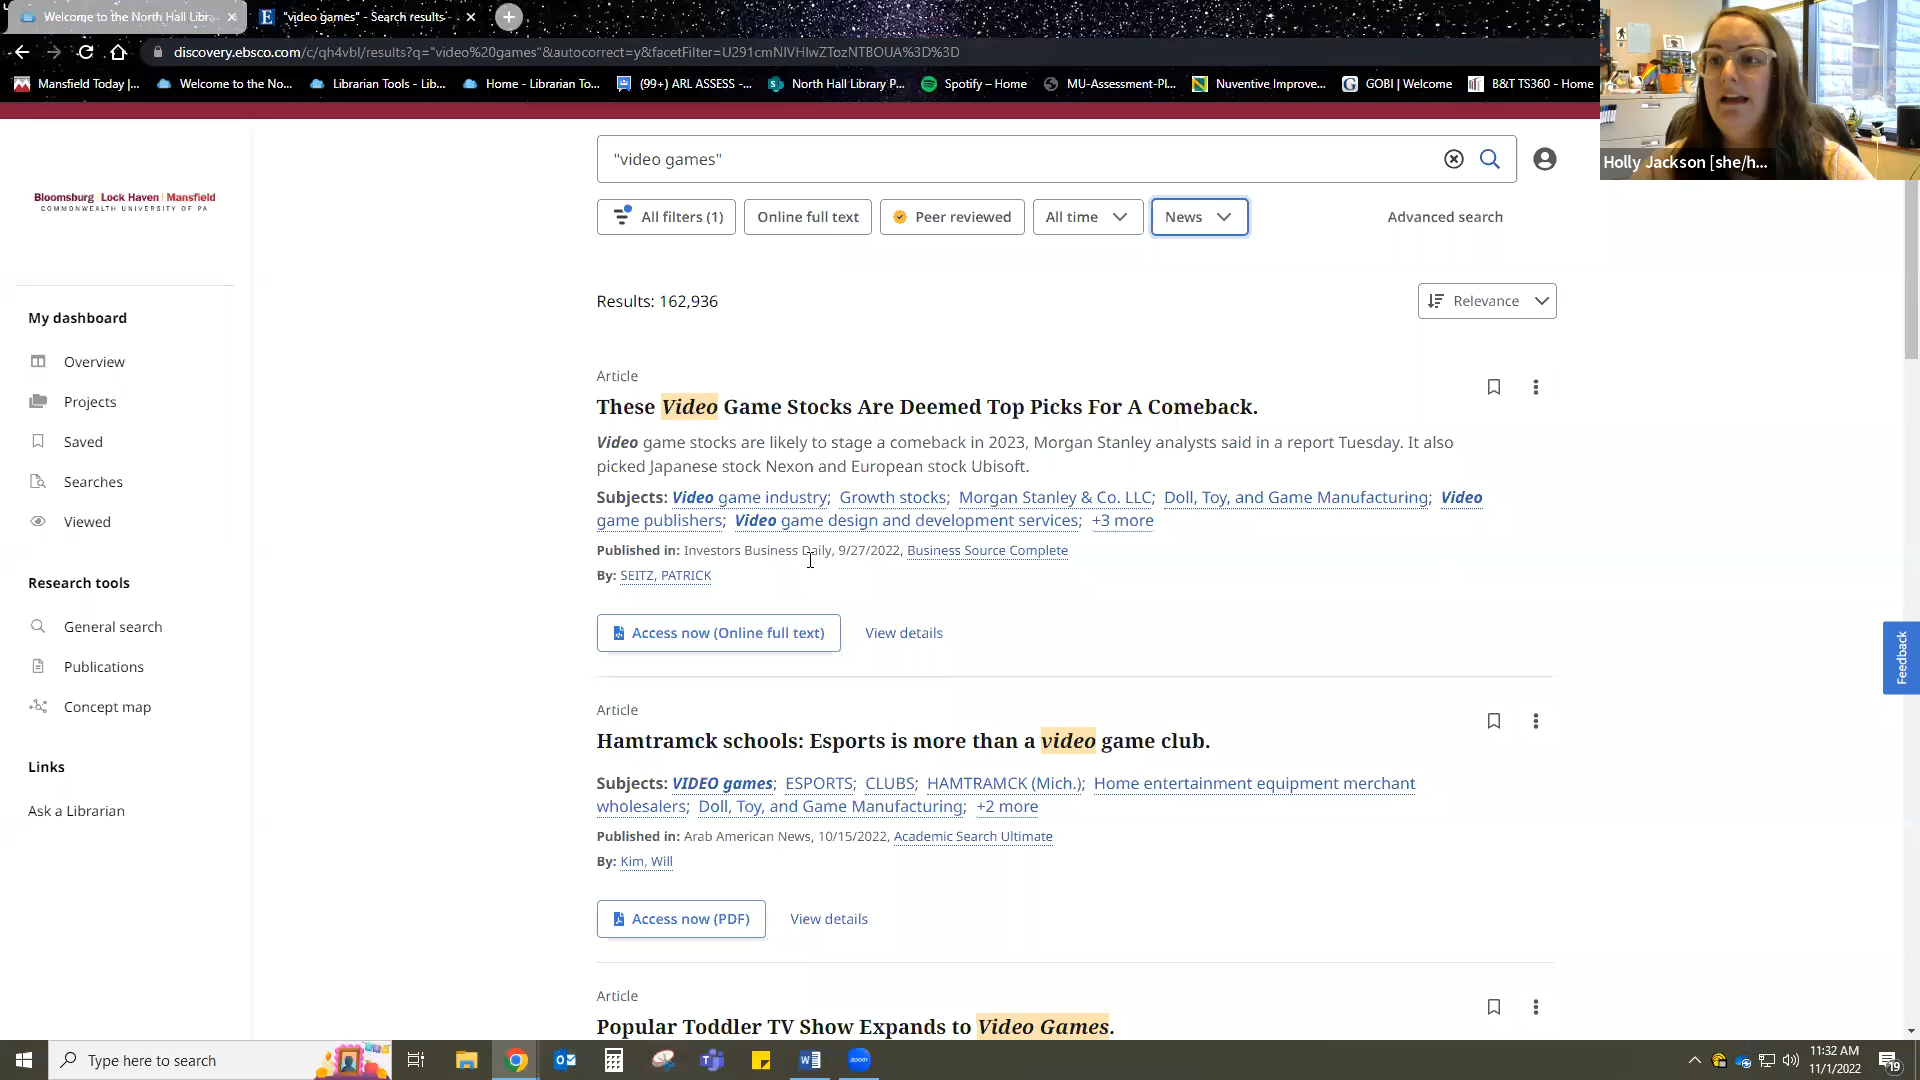 Welcome to the North Hall Libr
"video games" - Search results
discovery.ebsco.com/c/qh4vbl/results?q="video%20games"&autocorrect=y&facetFilter=U291cmNlVHlwZTozNTBOUA%3D%3D
Mansfield Today |...
Welcome to the No...
Librarian Tools - Lib...
Home - Librarian To...
(99+) ARL ASSESS -...
North Hall Library P...
Spotify – Home
MU-Assessment-Pl...
Nuventive Improve...
GOBI | Welcome
B&T TS360 - Home
Holly Jackson [she/h...
"video games"
Bloomsburg Lock Haven Mansfield
COMMONWEALTH UNIVERSITY OF PA
All filters (1)
Online full text
Peer reviewed
All time
News
Advanced search
Results: 162,936
Relevance
My dashboard
Overview
Projects
Saved
Searches
Viewed
Research tools
General search
Publications
Concept map
Links
Ask a Librarian
Article
These Video Game Stocks Are Deemed Top Picks For A Comeback.
Video game stocks are likely to stage a comeback in 2023, Morgan Stanley analysts said in a report Tuesday. It also
picked Japanese stock Nexon and European stock Ubisoft.
Subjects: Video game industry; Growth stocks; Morgan Stanley & Co. LLC; Doll, Toy, and Game Manufacturing; Video
game publishers; Video game design and development services; +3 more
Published in: Investors Business Daily, 9/27/2022, Business Source Complete
By: SEITZ, PATRICK
Access now (Online full text)
View details
Article
Hamtramck schools: Esports is more than a video game club.
Subjects: VIDEO games; ESPORTS; CLUBS; HAMTRAMCK (Mich.); Home entertainment equipment merchant
wholesalers; Doll, Toy, and Game Manufacturing; +2 more
Published in: Arab American News, 10/15/2022, Academic Search Ultimate
By: Kim, Will
Access now (PDF)
View details
Article
Popular Toddler TV Show Expands to Video Games.
Feedback
Type here to search
zoom
11:32 AM
11/1/2022
19